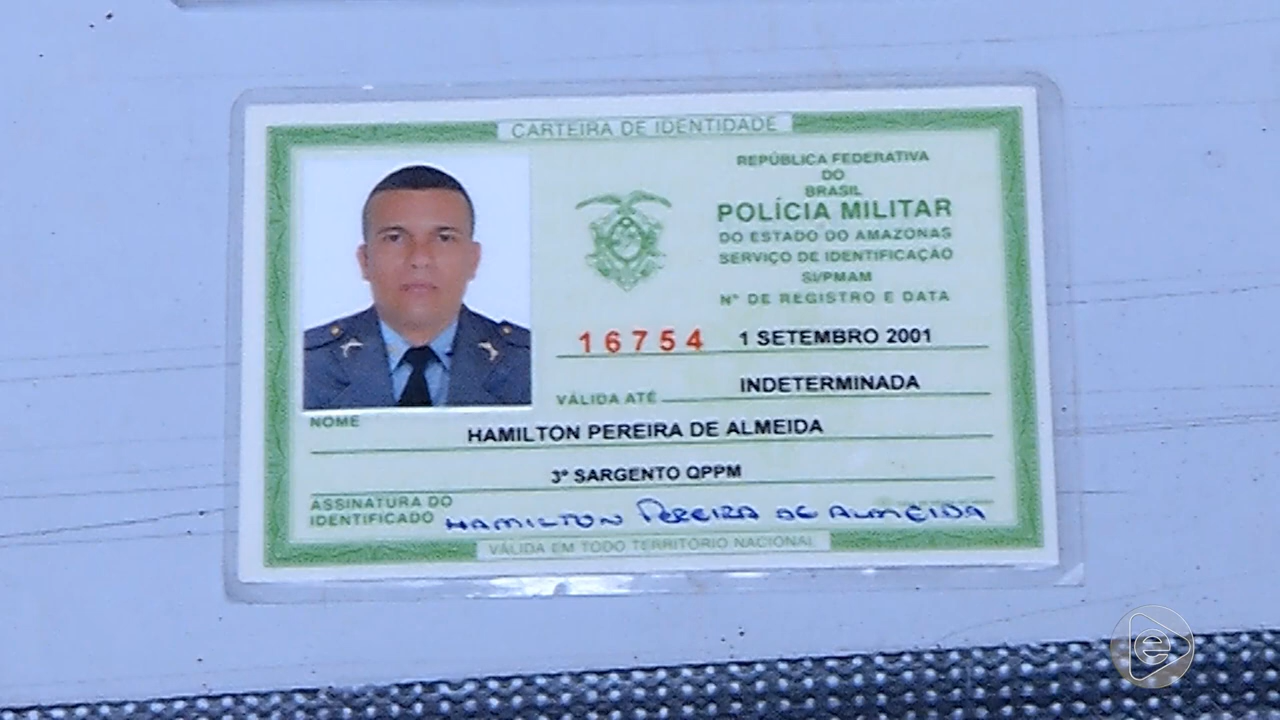 CARTEIRA DE IDENTIDADE
REPÚBLICA FEDERATIVA
DO
BRASIL
POLÍCIA MILITAR
DO ESTADO DO AMAZONAS
SERVIÇO DE IDENTIFICAÇÃO
SI/PMAM
Nº DE REGISTRO E DATA
16754 1 SETEMBRO 2001
VÁLIDA ATÉ INDETERMINADA
NOME
HAMILTON PEREIRA DE ALMEIDA
3º SARGENTO QPPM
ASSINATURA DO
IDENTIFICADO HAMILTON PEREIRA DE ALMEIDA
VÁLIDA EM TODO TERRITÓRIO NACIONAL
e